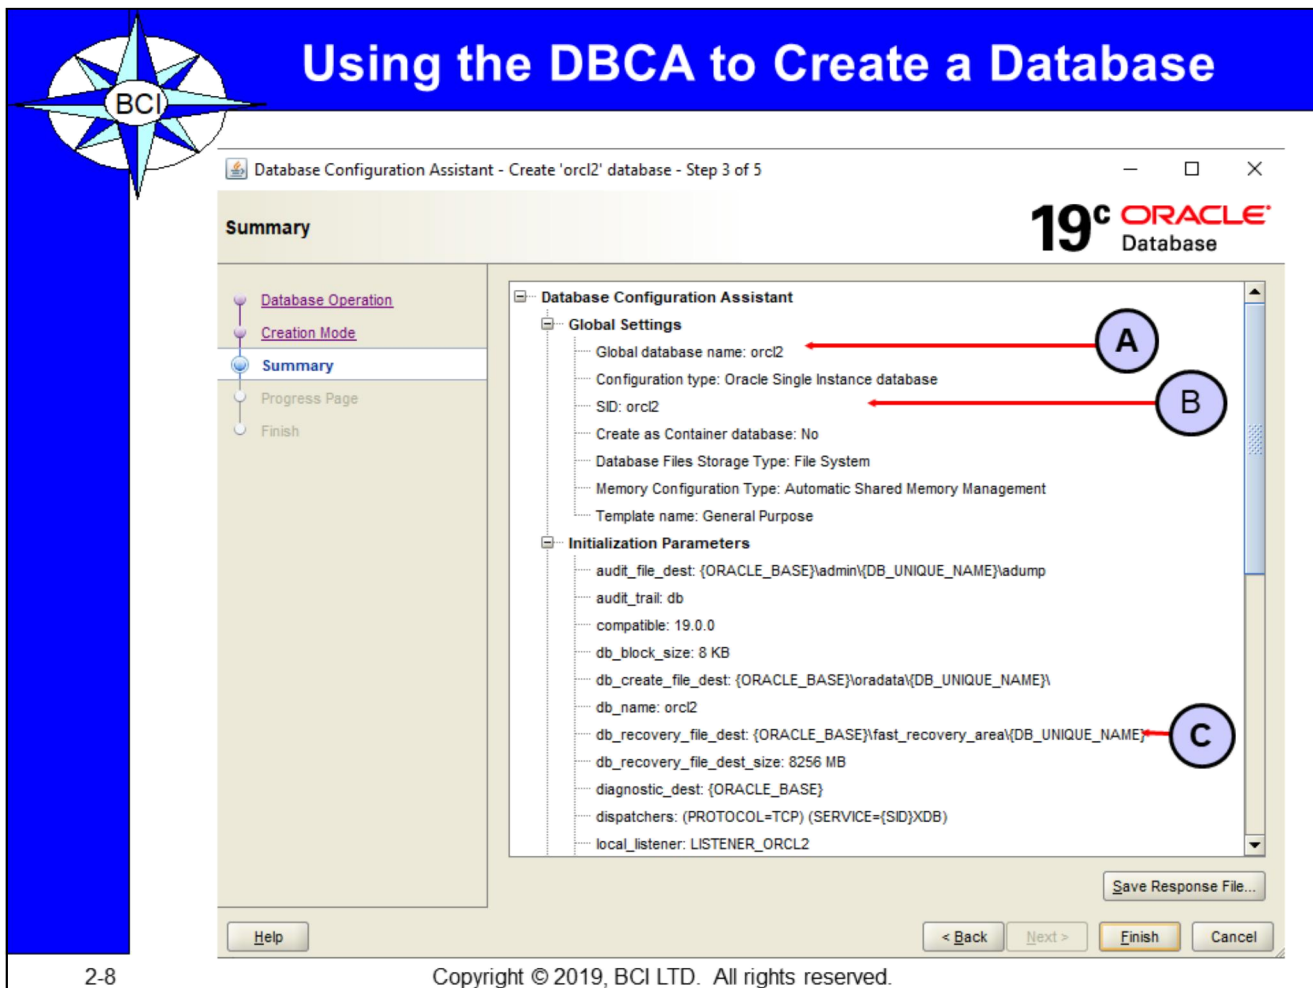 Using the DBCA to Create a Database
BCI
Database Configuration Assistant - Create 'orcl2' database - Step 3 of 5
Summary
19c ORACLE
Database
Database Operation
Creation Mode
Summary
Progress Page
Finish
Database Configuration Assistant
Global Settings
Global database name: orcl2
A
Configuration type: Oracle Single Instance database
SID: orcl2
B
Create as Container database: No
Database Files Storage Type: File System
Memory Configuration Type: Automatic Shared Memory Management
Template name: General Purpose
Initialization Parameters
audit_file_dest: {ORACLE_BASE}\admin\{DB_UNIQUE_NAME}\adump
audit_trail: db
compatible: 19.0.0
db_block_size: 8 KB
db_create_file_dest: {ORACLE_BASE}\oradata\{DB_UNIQUE_NAME}\
db_name: orcl2
db_recovery_file_dest: {ORACLE_BASE}\fast_recovery_area\{DB_UNIQUE_NAME}
C
db_recovery_file_dest_size: 8256 MB
diagnostic_dest: {ORACLE_BASE}
dispatchers: (PROTOCOL=TCP) (SERVICE={SID}XDB)
local_listener: LISTENER_ORCL2
Save Response File...
Help
< Back
Next >
Finish
Cancel
2-8
Copyright © 2019, BCI LTD. All rights reserved.